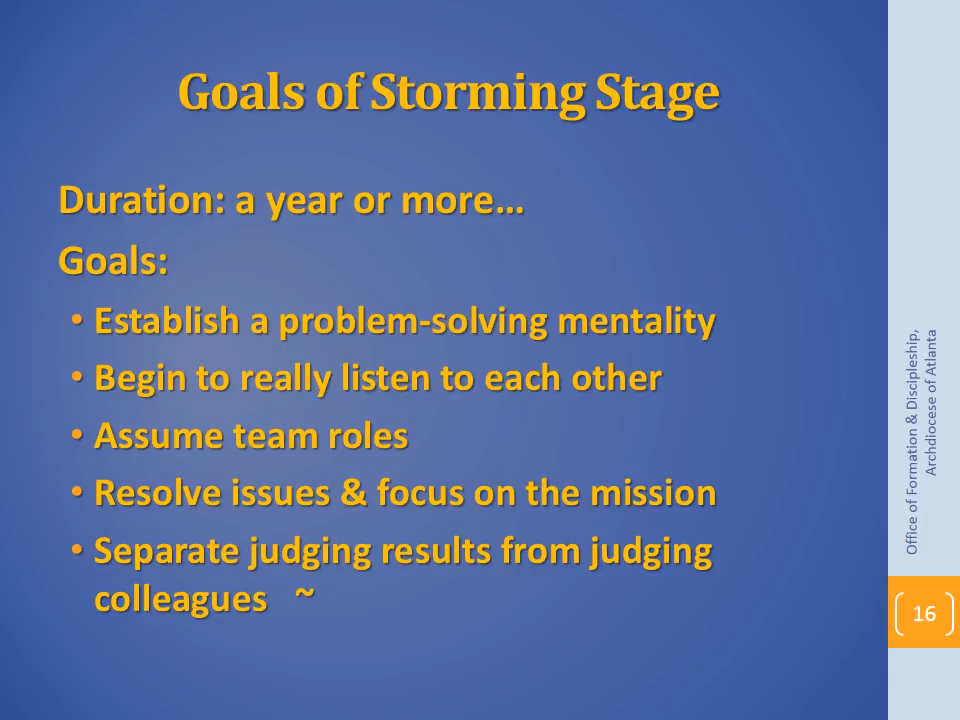 Goals of Storming Stage
Duration: a year or more…
Goals:
• Establish a problem-solving mentality
• Begin to really listen to each other
• Assume team roles
• Resolve issues & focus on the mission
• Separate judging results from judging
colleagues ~
Office of Formation & Discipleship,
Archdiocese of Atlanta
16